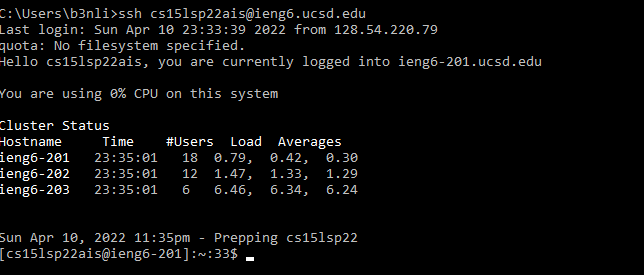 C:\Users\b3nli>ssh cs15lsp22ais@ieng6.ucsd.edu
Last login: Sun Apr 10 23:33:39 2022 from 128.54.220.79
quota: No filesystem specified.
Hello cs15lsp22ais, you are currently logged into ieng6-201.ucsd.edu
You are using 0% CPU on this system
Cluster Status
Hostname     Time    #Users  Load  Averages
ieng6-201   23:35:01   18  0.79,  0.42,  0.30
ieng6-202   23:35:01   12  1.47,  1.33,  1.29
ieng6-203   23:35:01   6   6.46,  6.34,  6.24
Sun Apr 10, 2022 11:35pm - Prepping cs15lsp22
[cs15lsp22ais@ieng6-201]:~:33$